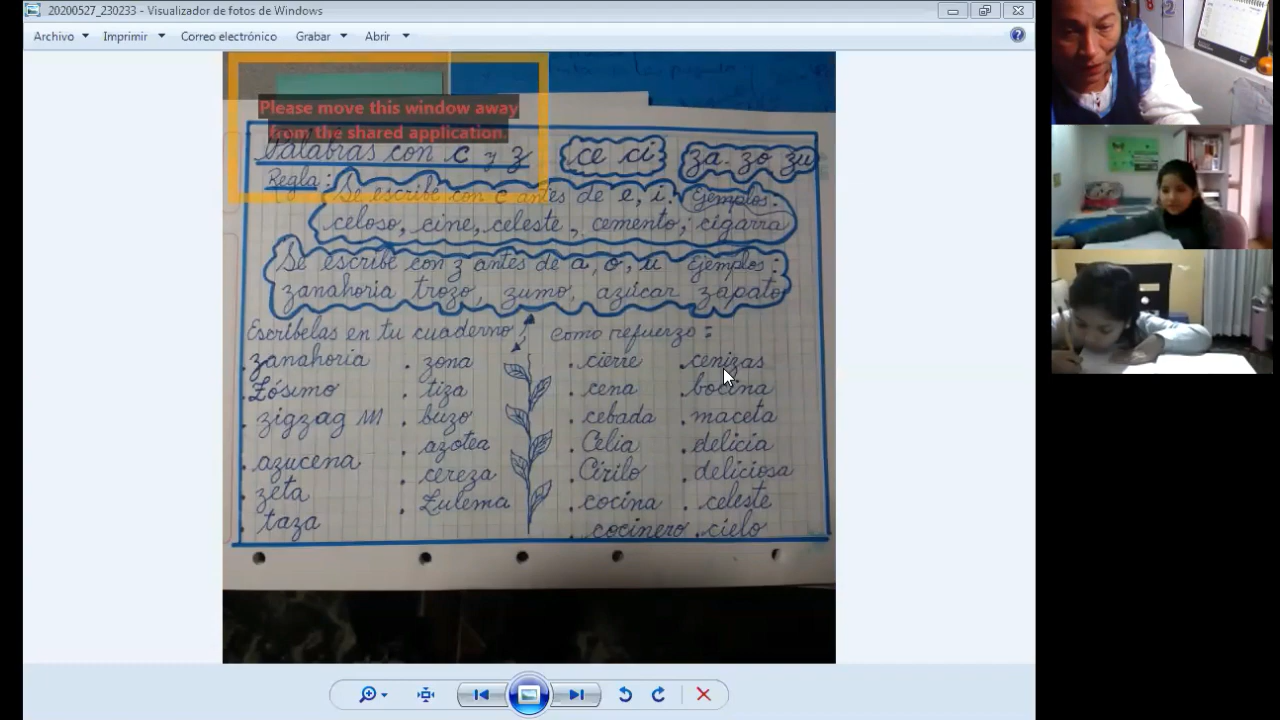 20200527_230233 - Visualizador de fotos de Windows
Archivo Imprimir Correo electrónico Grabar Abrir
Please move this window away
from the shared application.
Palabras con c y z ce ci za zo zu
Regla: Se escribe con c antes de e, i. Ejemplos:
celoso, cine, celeste, cemento, cigarra
Se escribe con z antes de a, o, u Ejemplos:
zanahoria trozo, zumo, azúcar zapato
Escríbelas en tu cuaderno, como refuerzo:
.zanahoria
.Zósimo
.zigzag
.azucena
.zeta
.taza
.zona
.tiza
.buzo
.azotea
.cereza
.Zulema
.cierre
.cena
.cebada
.Celia
.Cirilo
.cocina
.cocinero
.cenizas
.bocina
.maceta
.delicia
.deliciosa
.celeste
.cielo